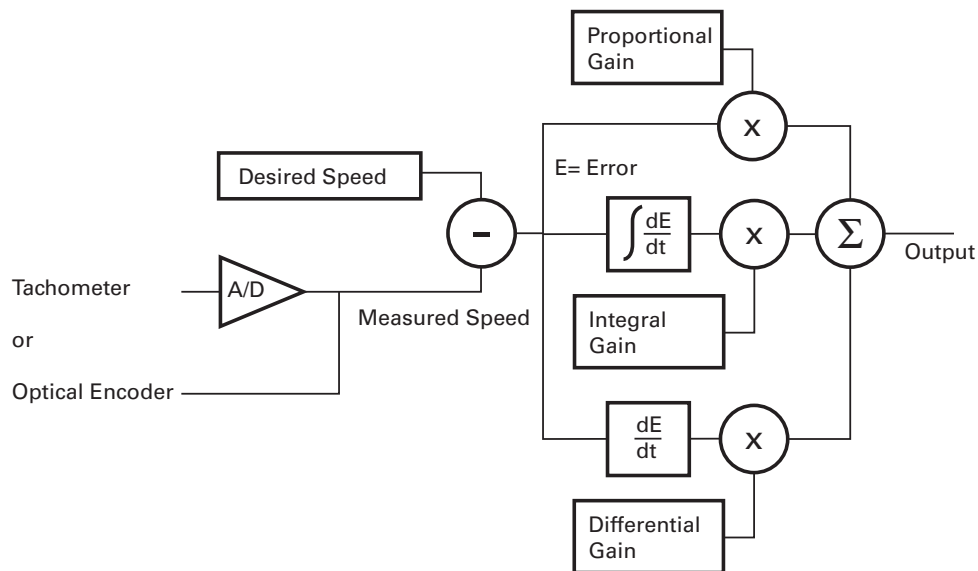 Proportional
Gain
x
Desired Speed
E= Error
-
∫ dE
dt
x
Σ
Output
Tachometer
A/D
Measured Speed
or
Integral
Gain
Optical Encoder
dE
dt
x
Differential
Gain